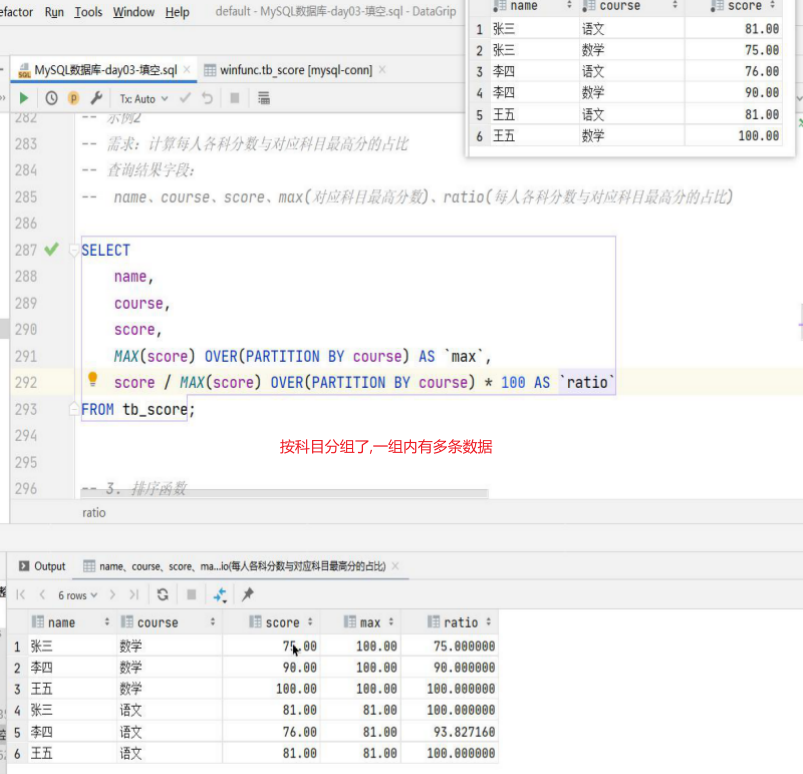 efactor Run Tools Window Help default - MySQL数据库-day03-填空.sql - DataGrip
name course score
1 张三 语文 81.00
2 张三 数学 75.00
3 李四 语文 76.00
4 李四 数学 90.00
5 王五 语文 81.00
6 王五 数学 100.00
MySQL数据库-day03-填空.sql winfunc.tb_score [mysql-conn]
Tx: Auto
282 -- 示例2
283 -- 需求：计算每人各科分数与对应科目最高分的占比
284 -- 查询结果字段：
285 -- name、course、score、max(对应科目最高分数)、ratio(每人各科分数与对应科目最高分的占比)
286
287 SELECT
288 name,
289 course,
290 score,
291 MAX(score) OVER(PARTITION BY course) AS `max`,
292 score / MAX(score) OVER(PARTITION BY course) * 100 AS `ratio`
293 FROM tb_score;
294
按科目分组了,一组内有多条数据
295
296 -- 3. 排序函数
ratio
Output name、course、score、ma...io(每人各科分数与对应科目最高分的占比)
6 rows
name course score max ratio
1 张三 数学 75.00 100.00 75.000000
2 李四 数学 90.00 100.00 90.000000
3 王五 数学 100.00 100.00 100.000000
4 张三 语文 81.00 81.00 100.000000
5 李四 语文 76.00 81.00 93.827160
6 王五 语文 81.00 81.00 100.000000